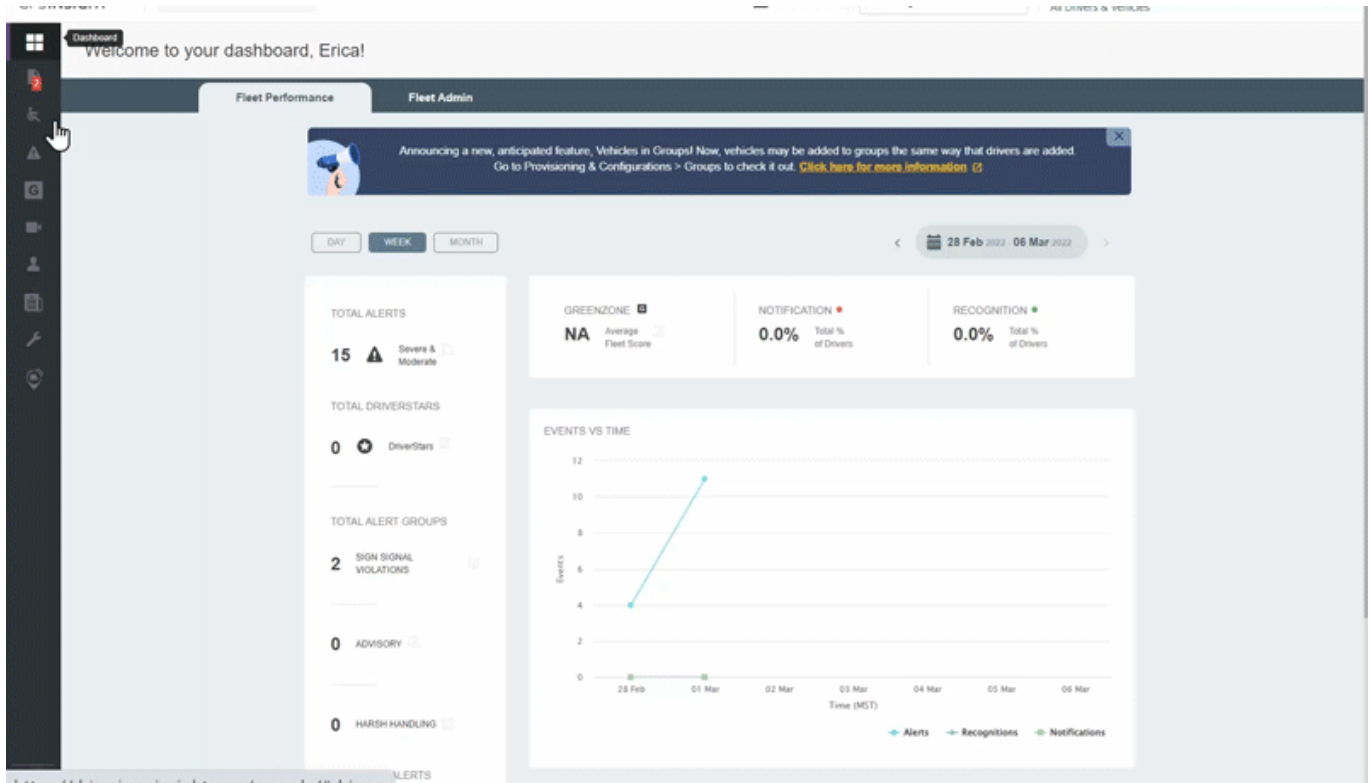 All Drivers & Vehicles
Dashboard
Welcome to your dashboard, Erica!
Fleet Performance
Fleet Admin
Announcing a new, anticipated feature, Vehicles in Groups! Now, vehicles may be added to groups the same way that drivers are added.
Go to Provisioning & Configurations > Groups to check it out. Click here for more information
DAY
WEEK
MONTH
28 Feb 2022 - 06 Mar 2022
TOTAL ALERTS
15
Severe &
Moderate
TOTAL DRIVERSTARS
0
DriverStars
TOTAL ALERT GROUPS
2
SIGN SIGNAL
VIOLATIONS
0
ADVISORY
0
HARSH HANDLING
ALERTS
GREENZONE G
NA
Average
Fleet Score
NOTIFICATION
0.0%
Total %
of Drivers
RECOGNITION
0.0%
Total %
of Drivers
EVENTS VS TIME
12
10
8
6
4
2
0
Events
28 Feb
01 Mar
02 Mar
03 Mar
04 Mar
05 Mar
06 Mar
Time (MST)
Alerts
Recognitions
Notifications